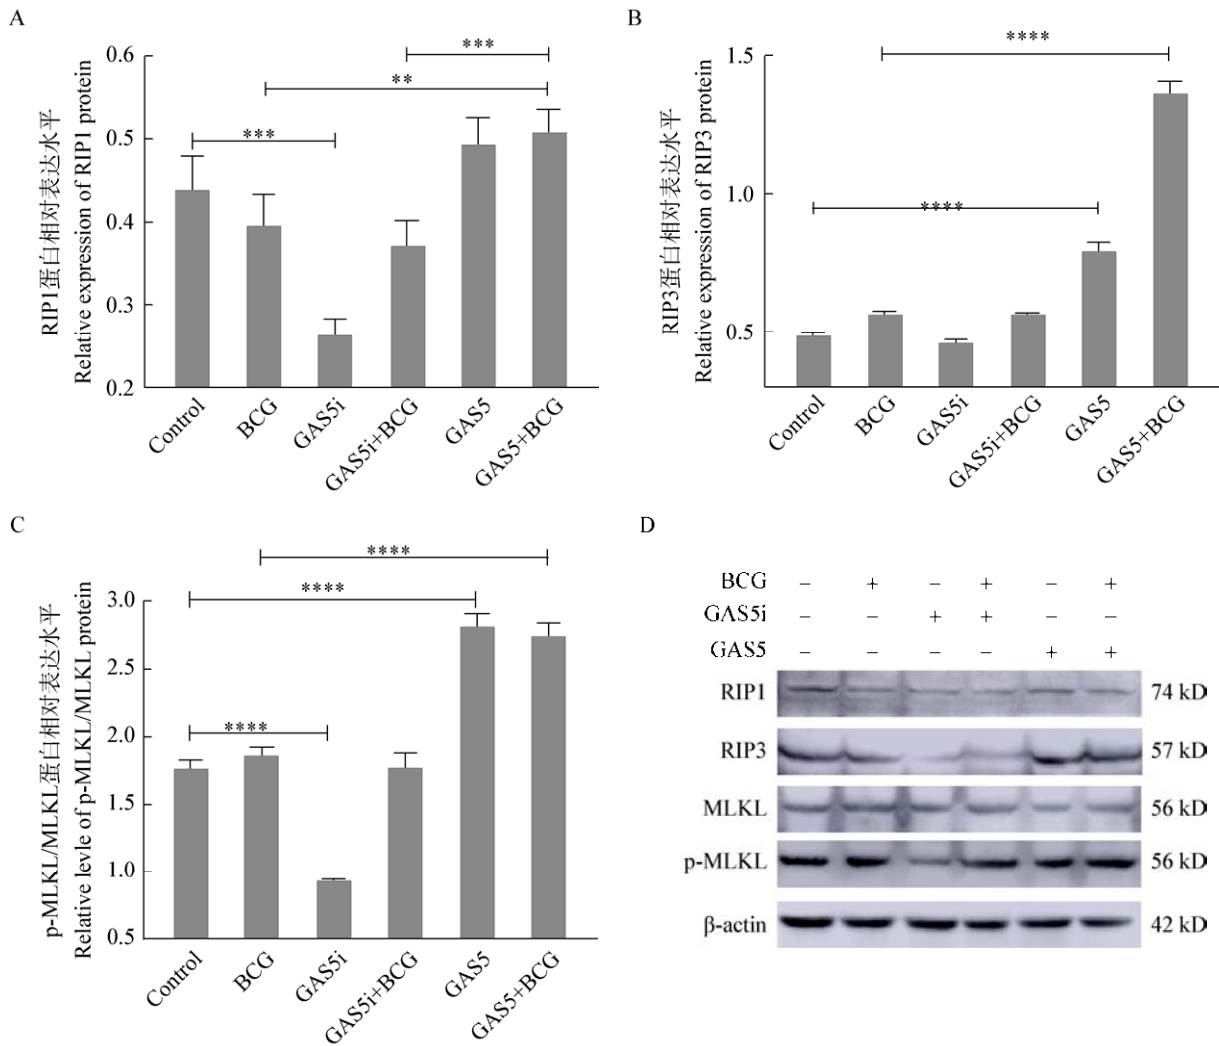 A
RIP1蛋白相对表达水平
Relative expression of RIP1 protein
0.6
0.5
0.4
0.3
0.2
***
**
***
Control
BCG
GAS5i
GAS5i+BCG
GAS5
GAS5+BCG
B
RIP3蛋白相对表达水平
Relative expression of RIP3 protein
1.5
1.0
0.5
****
****
Control
BCG
GAS5i
GAS5i+BCG
GAS5
GAS5+BCG
C
p-MLKL/MLKL蛋白相对表达水平
Relative levle of p-MLKL/MLKL protein
3.0
2.5
2.0
1.5
1.0
0.5
****
****
****
Control
BCG
GAS5i
GAS5i+BCG
GAS5
GAS5+BCG
D
BCG – + – + – +
GAS5i – – + + – –
GAS5 – – – – + +
RIP1 74 kD
RIP3 57 kD
MLKL 56 kD
p-MLKL 56 kD
β-actin 42 kD